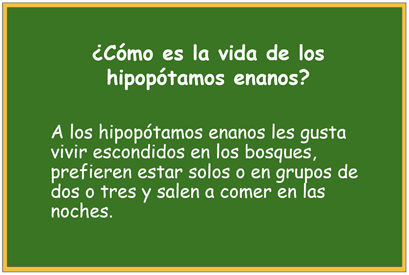 ¿Cómo es la vida de los
hipopótamos enanos?
A los hipopótamos enanos les gusta
vivir escondidos en los bosques,
prefieren estar solos o en grupos de
dos o tres y salen a comer en las
noches.